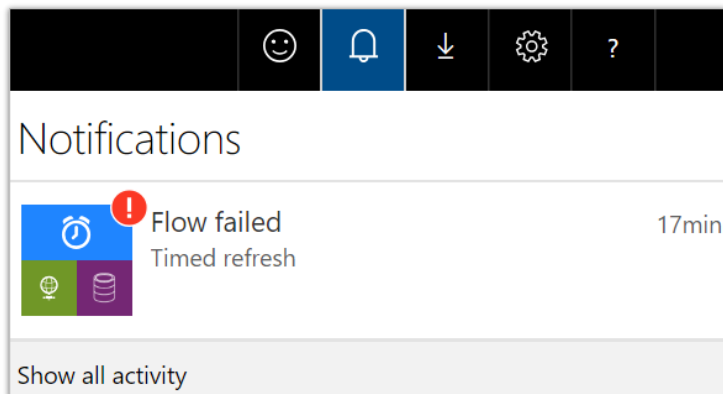 ?
Notifications
Flow failed
17min
Timed refresh
Show all activity